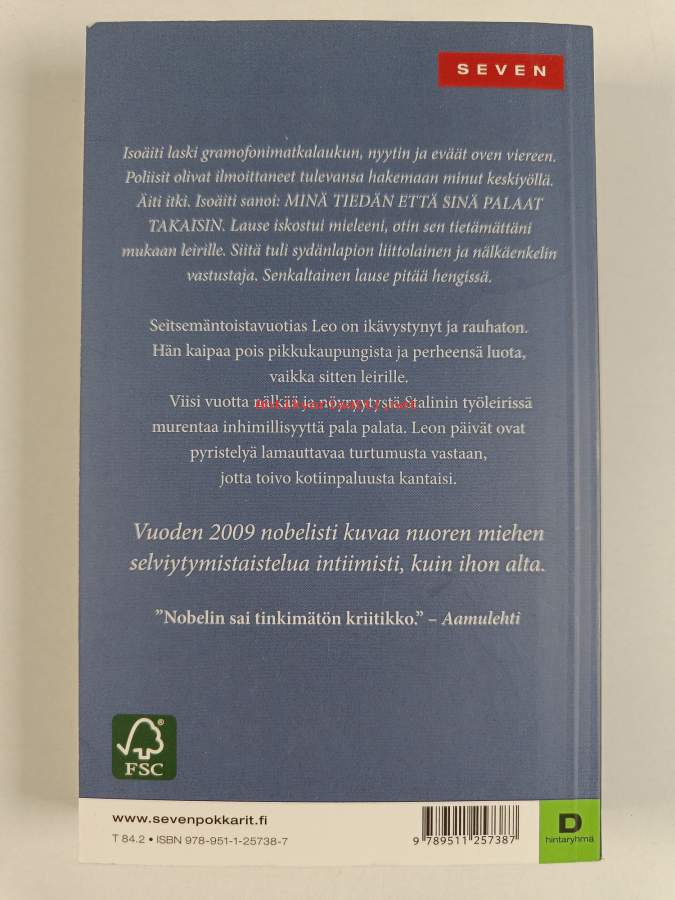 SEVEN
Isoäiti laski gramofonimatkalaukun, nyytin ja eväät oven viereen.
Poliisit olivat ilmoittaneet tulevansa hakemaan minut keskiyöllä.
Äiti itki. Isoäiti sanoi: MINÄ TIEDÄN ETTÄ SINÄ PALAAT
TAKAISIN. Lause iskostui mieleeni, otin sen tietämättäni
mukaan leirille. Siitä tuli sydänlapion liittolainen ja nälkäenkelin
vastustaja. Senkaltainen lause pitää hengissä.
Seitsemäntoistavuotias Leo on ikävystynyt ja rauhaton.
Hän kaipaa pois pikkukaupungista ja perheensä luota,
vaikka sitten leirille.
Viisi vuotta nälkää ja nöyryytystä Stalinin työleirissä
murentaa inhimillisyyttä pala palata. Leon päivät ovat
pyristelyä lamauttavaa turtumusta vastaan,
jotta toivo kotiinpaluusta kantaisi.
Vuoden 2009 nobelisti kuvaa nuoren miehen
selviytymistaistelua intiimisti, kuin ihon alta.
”Nobelin sai tinkimätön kriitikko.” – Aamulehti
®
FSC
www.sevenpokkarit.fi
T 84.2 • ISBN 978-951-1-25738-7
9 789511 257387
D
hintaryhmä